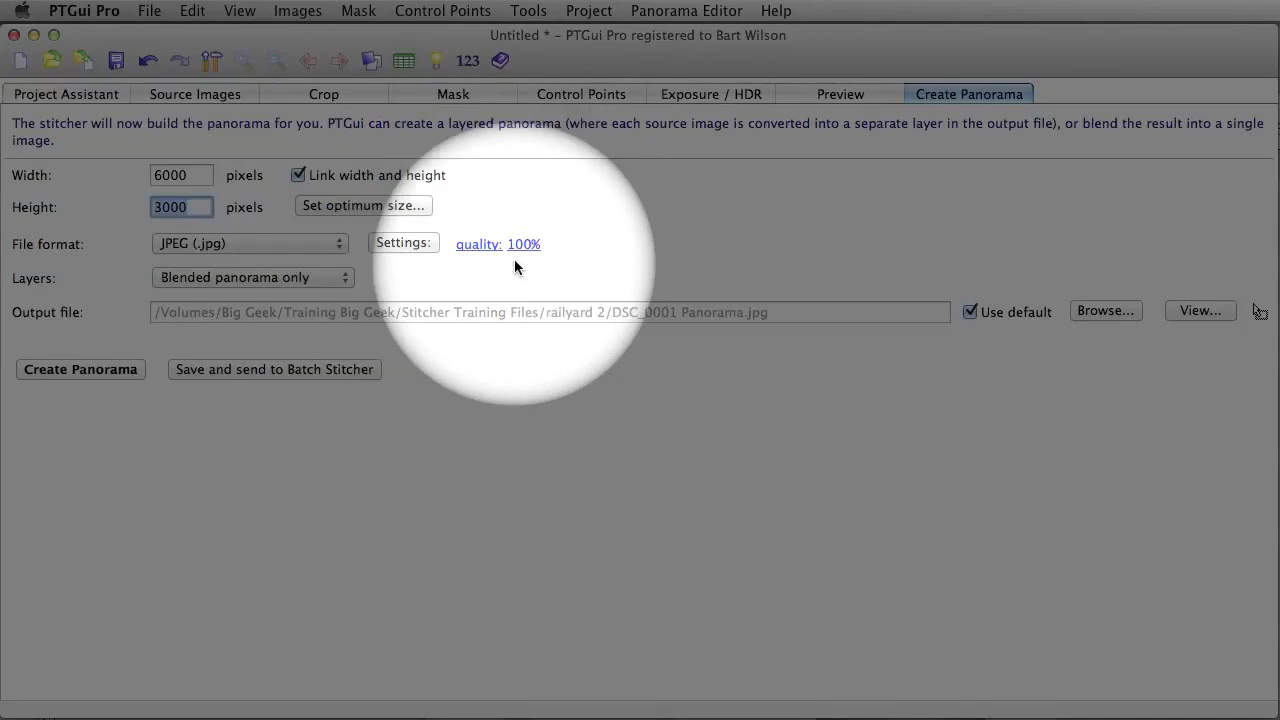 PTGui Pro File Edit View Images Mask Control Points Tools Project Panorama Editor Help
Untitled * – PTGui Pro registered to Bart Wilson
123
Project Assistant Source Images Crop Mask Control Points Exposure / HDR Preview Create Panorama
The stitcher will now build the panorama for you. PTGui can create a layered panorama (where each source image is converted into a separate layer in the output file), or blend the result into a single
image.
Width: 6000 pixels Link width and height
Height: 3000 pixels Set optimum size...
File format: JPEG (.jpg) Settings: quality: 100%
Layers: Blended panorama only
Output file: /Volumes/Big Geek/Training Big Geek/Stitcher Training Files/railyard 2/DSC_0001 Panorama.jpg Use default Browse... View...
Create Panorama Save and send to Batch Stitcher